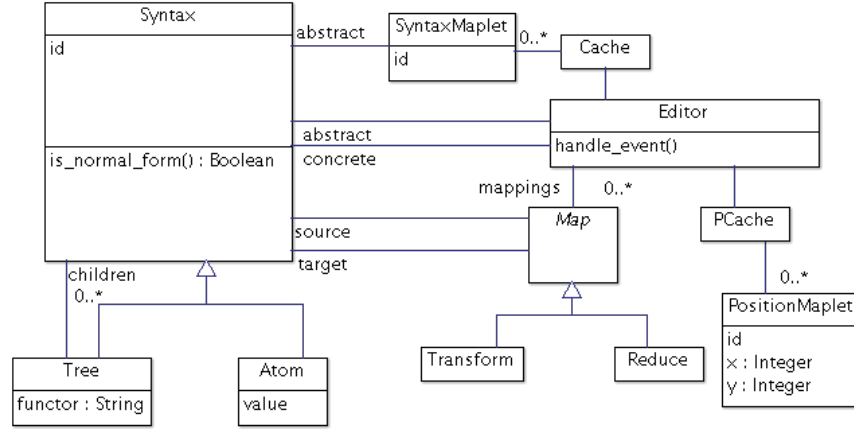 Syntax
id
is_normal_form() : Boolean
abstract
SyntaxMaplet
id
0..*
Cache
Editor
handle_event()
abstract
concrete
mappings
0..*
Map
source
target
PCache
0..*
PositionMaplet
id
x : Integer
y : Integer
children
0..*
Tree
functor : String
Atom
value
Transform
Reduce